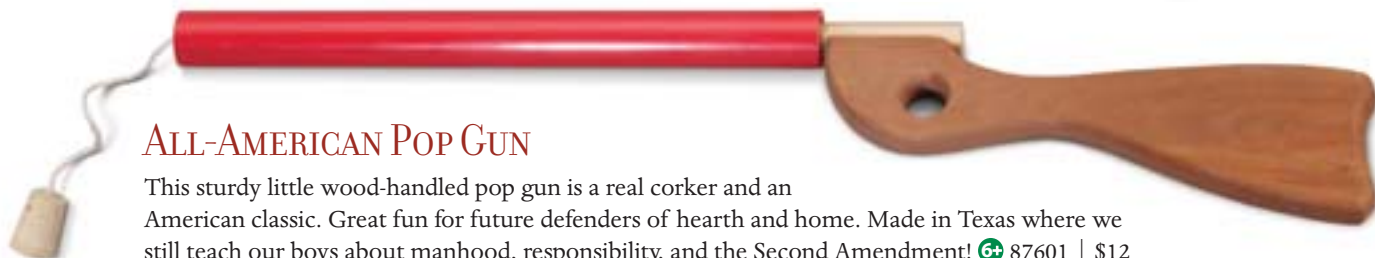 All-American Pop Gun
This sturdy little wood-handled pop gun is a real corker and an
American classic. Great fun for future defenders of hearth and home. Made in Texas where we
still teach our boys about manhood, responsibility, and the Second Amendment! 6+ 87601 | $12